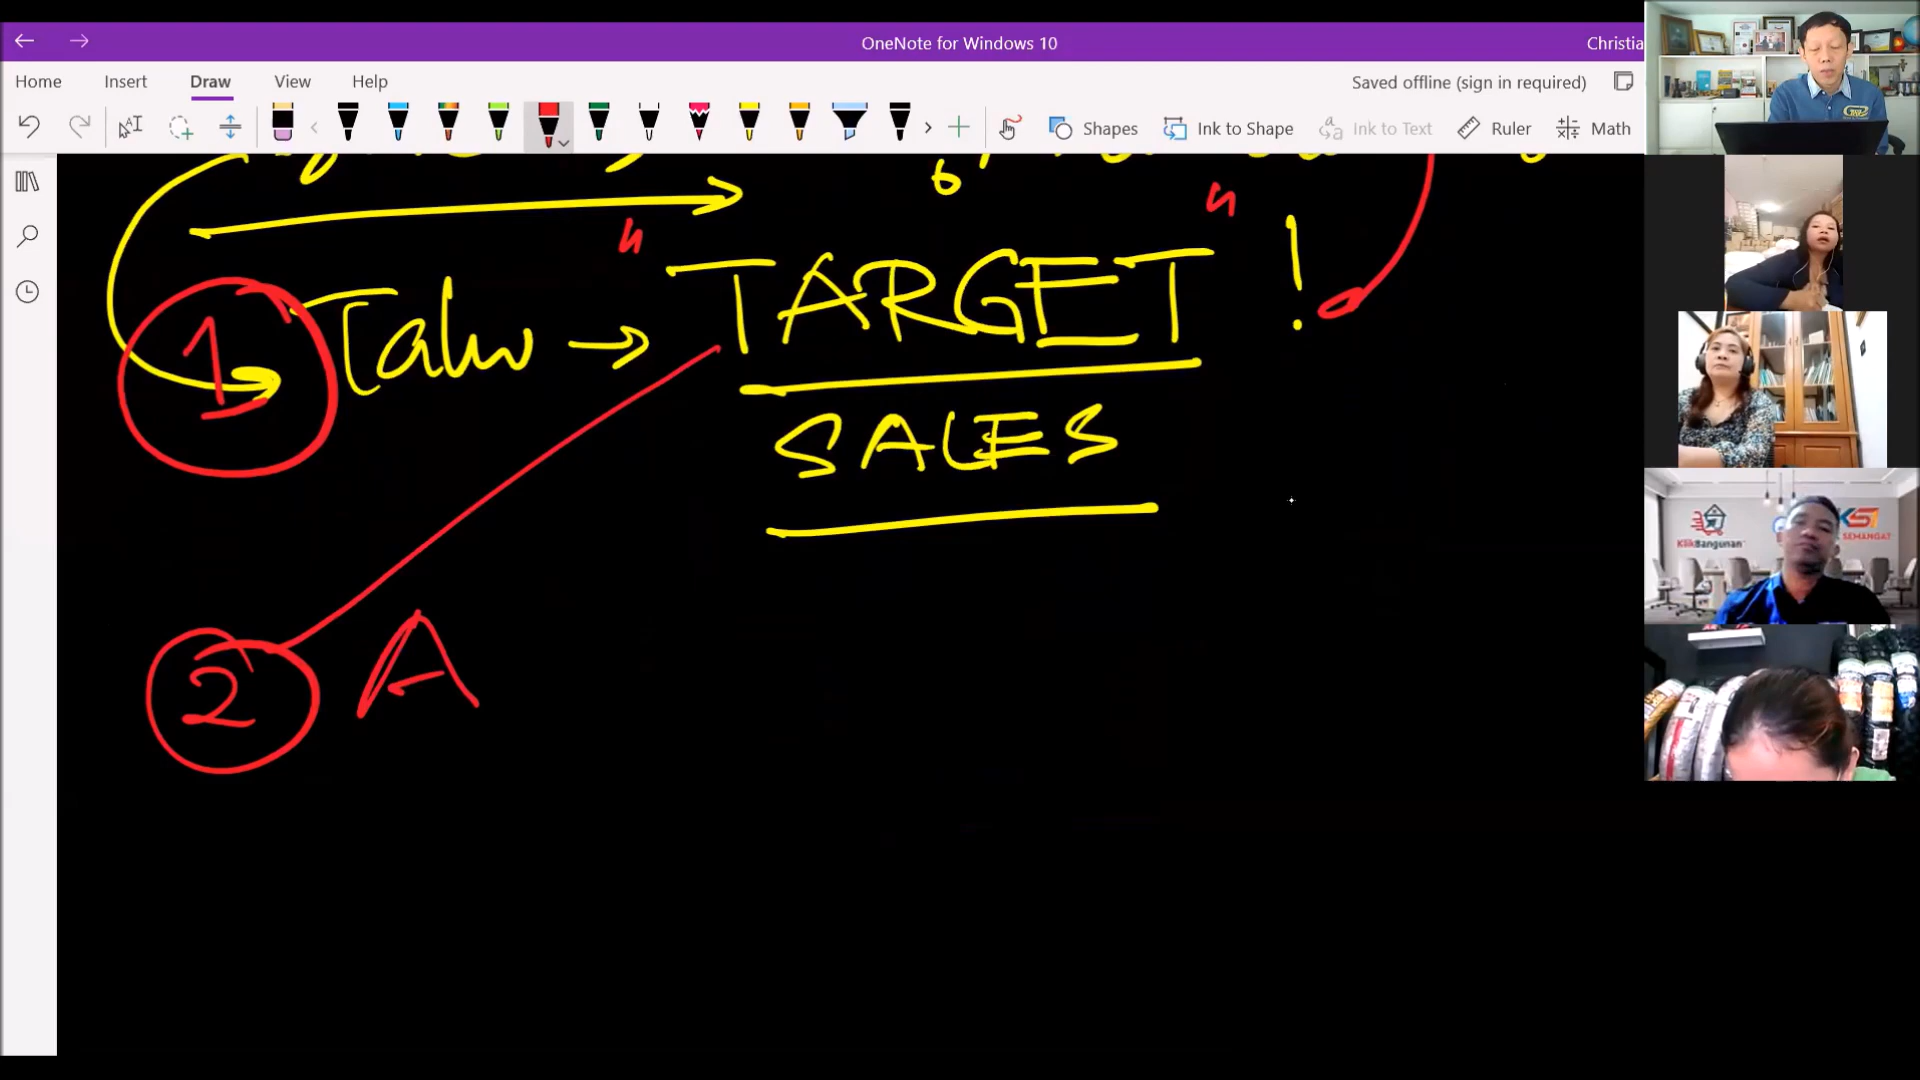 OneNote for Windows 10
Christia
Home Insert Draw View Help
Saved offline (sign in required)
Shapes Ink to Shape Ink to Text Ruler Math
" TARGET " !
1 Tahu →
SALES
2 A
KlikBangunan
KSI
SEMANGAT